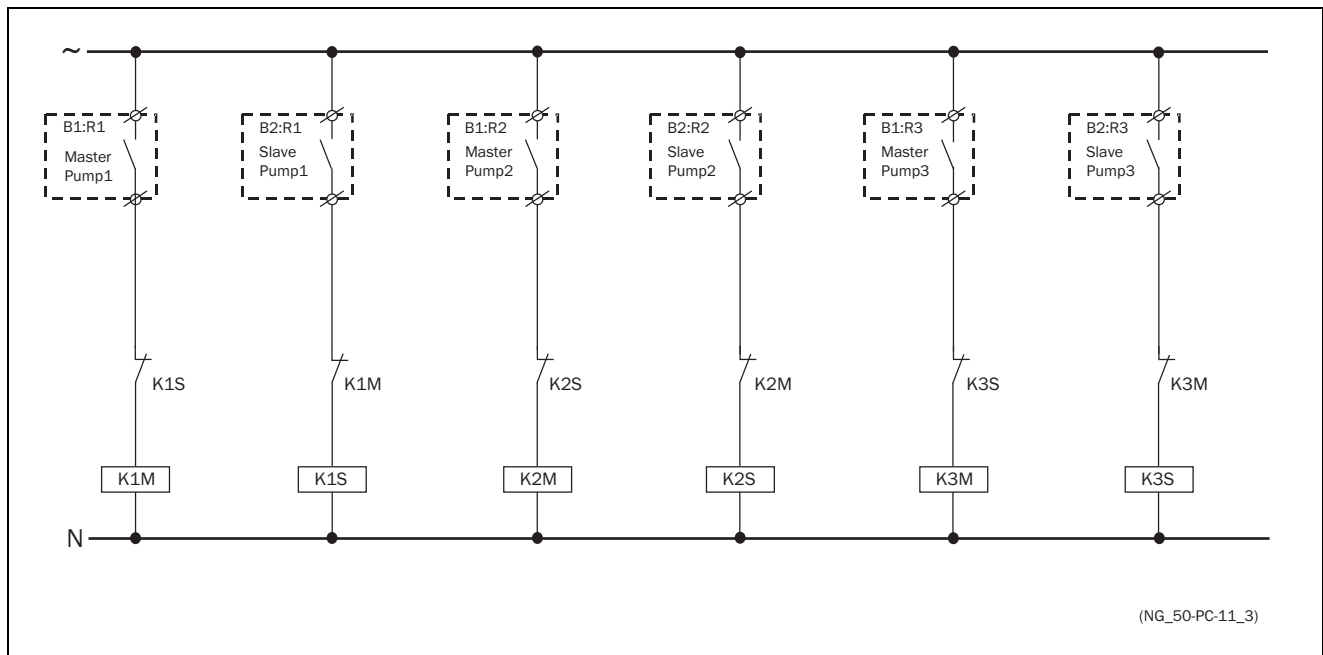 ~
B1:R1
Master
Pump1
B2:R1
Slave
Pump1
B1:R2
Master
Pump2
B2:R2
Slave
Pump2
B1:R3
Master
Pump3
B2:R3
Slave
Pump3
K1S
K1M
K2S
K2M
K3S
K3M
K1M
K1S
K2M
K2S
K3M
K3S
N
(NG_50-PC-11_3)